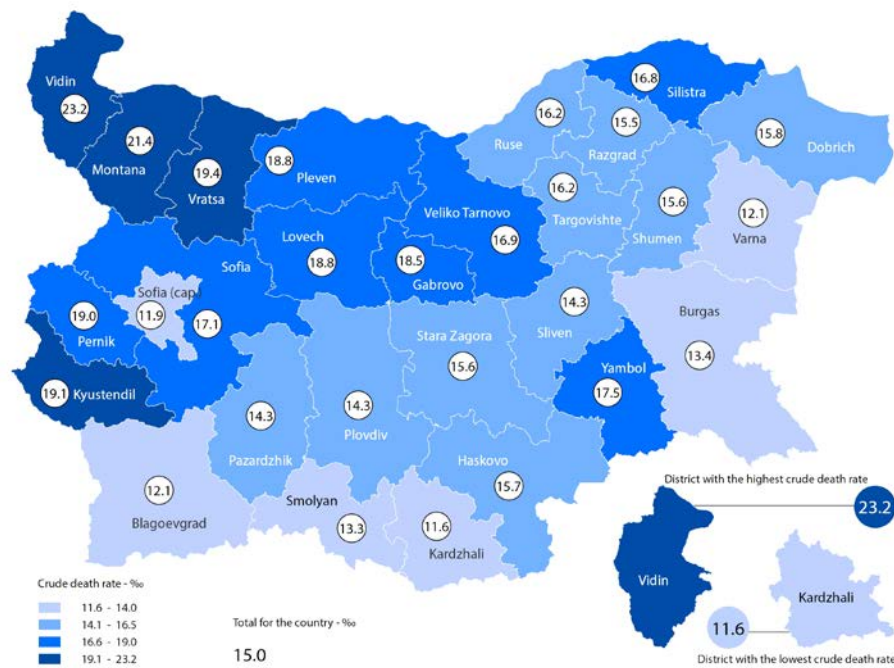 Vidin
23.2
21.4
Montana
19.4
Vratsa
18.8
Pleven
Veliko Tarnovo
16.9
Lovech
18.8
18.5
Gabrovo
16.2
Ruse
15.5
Razgrad
16.8
Silistra
15.8
Dobrich
16.2
Targovishte
15.6
Shumen
12.1
Varna
Sofia
17.1
Sofia (cap.)
11.9
19.0
Pernik
19.1 Kyustendil
14.3
Pazardzhik
14.3
Plovdiv
Stara Zagora
15.6
14.3
Sliven
Yambol
17.5
Burgas
13.4
12.1
Blagoevgrad
Smolyan
13.3
11.6
Kardzhali
Haskovo
15.7
District with the highest crude death rate
23.2
Vidin
Kardzhali
11.6
District with the lowest crude death rate
Crude death rate - ‰
11.6 - 14.0
14.1 - 16.5
16.6 - 19.0
19.1 - 23.2
Total for the country - ‰
15.0